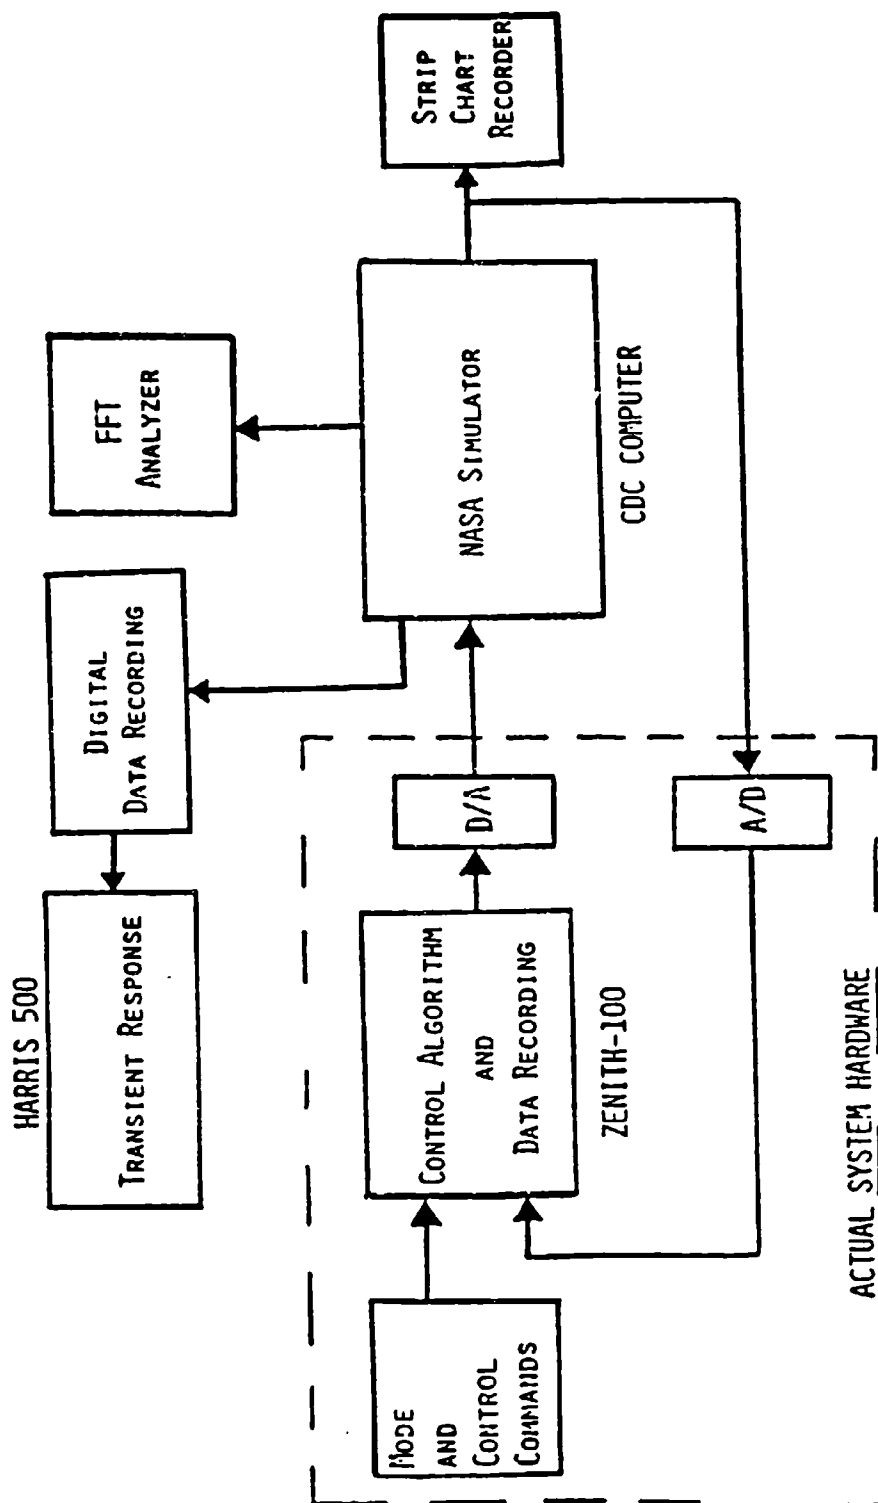 HARRIS 500
TRANSIENT RESPONSE
DIGITAL
DATA RECORDING
FFT
ANALYZER
MODE
AND
CONTROL
COMMANDS
CONTROL ALGORITHM
AND
DATA RECORDING
ZENITH-100
D/A
NASA SIMULATOR
CDC COMPUTER
STRIP
CHART
RECORDER
A/D
ACTUAL SYSTEM HARDWARE